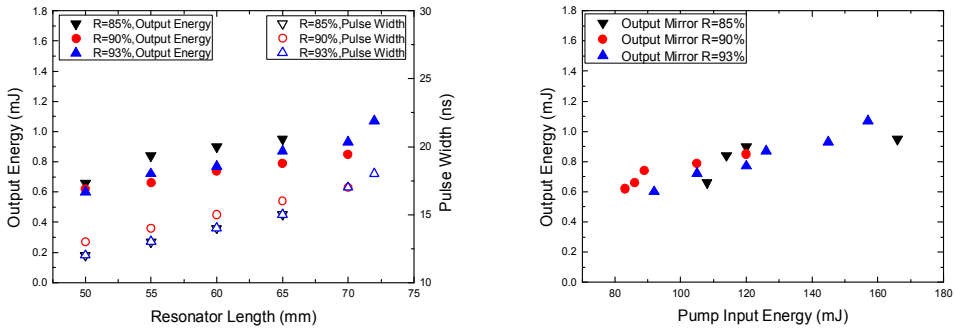 R=85%,Output Energy
R=90%,Output Energy
R=93%,Output Energy
R=85%,Pulse Width
R=90%,Pulse Width
R=93%,Pulse Width
Output Energy (mJ)
1.8
1.6
1.4
1.2
1.0
0.8
0.6
0.4
0.2
0.0
30
25
20
15
10
Pulse Width (ns)
50 55 60 65 70 75
Resonator Length (mm)
Output Mirror R=85%
Output Mirror R=90%
Output Mirror R=93%
Output Energy (mJ)
1.8
1.6
1.4
1.2
1.0
0.8
0.6
0.4
0.2
0.0
80 100 120 140 160 180
Pump Input Energy (mJ)